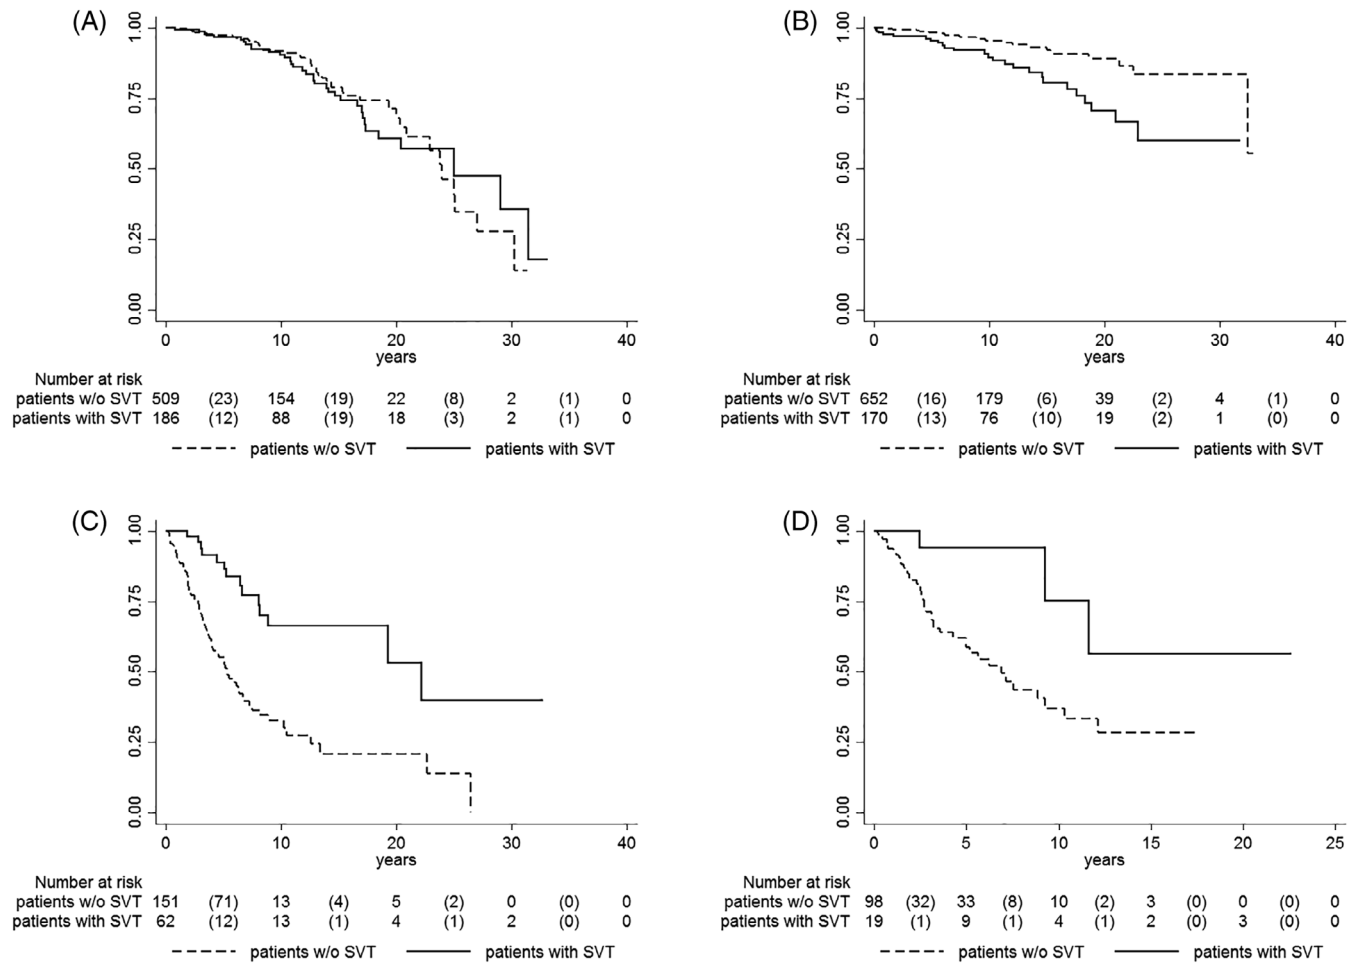 (A)
1.00
0.75
0.50
0.25
0.00
0 10 20 30 40
years
Number at risk
patients w/o SVT 509 (23) 154 (19) 22 (8) 2 (1) 0
patients with SVT 186 (12) 88 (19) 18 (3) 2 (1) 0
patients w/o SVT patients with SVT
(B)
1.00
0.75
0.50
0.25
0.00
0 10 20 30 40
years
Number at risk
patients w/o SVT 652 (16) 179 (6) 39 (2) 4 (1) 0
patients with SVT 170 (13) 76 (10) 19 (2) 1 (0) 0
patients w/o SVT patients with SVT
(C)
1.00
0.75
0.50
0.25
0.00
0 10 20 30 40
years
Number at risk
patients w/o SVT 151 (71) 13 (4) 5 (2) 0 (0) 0
patients with SVT 62 (12) 13 (1) 4 (1) 2 (0) 0
patients w/o SVT patients with SVT
(D)
1.00
0.75
0.50
0.25
0.00
0 5 10 15 20 25
years
Number at risk
patients w/o SVT 98 (32) 33 (8) 10 (2) 3 (0) 0 (0) 0
patients with SVT 19 (1) 9 (1) 4 (1) 2 (0) 3 (0) 0
patients w/o SVT patients with SVT